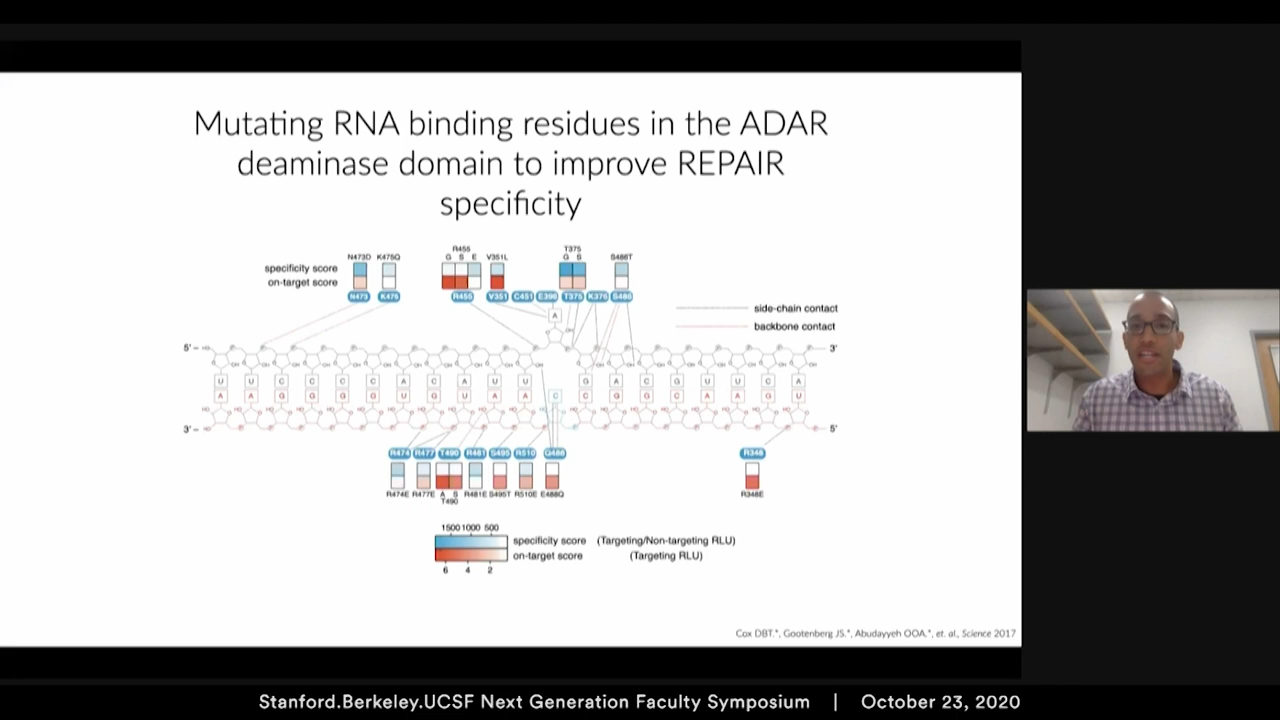 Mutating RNA binding residues in the ADAR
deaminase domain to improve REPAIR
specificity
R455 T375
N473D K475Q G S E V351L G S S486T
specificity score
on-target score
N473 K475 R455 V351 C451 E396 T375 K376 S486
A
side-chain contact
backbone contact
5' 3'
U U C C C C A C A U U G A C G U U C A
A A G G G G U G U A A C C G G C A A G U
3' 5'
R474 R477 T490 R481 S495 R510 Q488 R348
R474E R477E A S R481E S495T R510E E488Q R348E
T490
1500 1000 500
specificity score (Targeting/Non-targeting RLU)
on-target score (Targeting RLU)
6 4 2
Cox DBT.*, Gootenberg JS.*, Abudayyeh OOA.*, et. al., Science 2017
Stanford.Berkeley.UCSF Next Generation Faculty Symposium | October 23, 2020